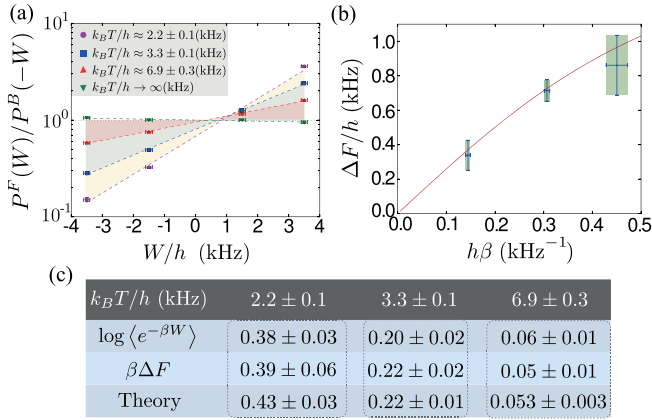 (a)
k_BT/h ≈ 2.2 ± 0.1(kHz)
k_BT/h ≈ 3.3 ± 0.1(kHz)
k_BT/h ≈ 6.9 ± 0.3(kHz)
k_BT/h → ∞(kHz)
P^F(W)/P^B(−W)
10^1
10^0
10^-1
-4 -3 -2 -1 0 1 2 3 4
W/h (kHz)
(b)
ΔF/h (kHz)
1.0
0.8
0.6
0.4
0.2
0.0
0.0 0.1 0.2 0.3 0.4 0.5
hβ (kHz^−1)
(c)
k_BT/h (kHz) 2.2 ± 0.1 3.3 ± 0.1 6.9 ± 0.3
log⟨e^−βW⟩ 0.38 ± 0.03 0.20 ± 0.02 0.06 ± 0.01
βΔF 0.39 ± 0.06 0.22 ± 0.02 0.05 ± 0.01
Theory 0.43 ± 0.03 0.22 ± 0.01 0.053 ± 0.003